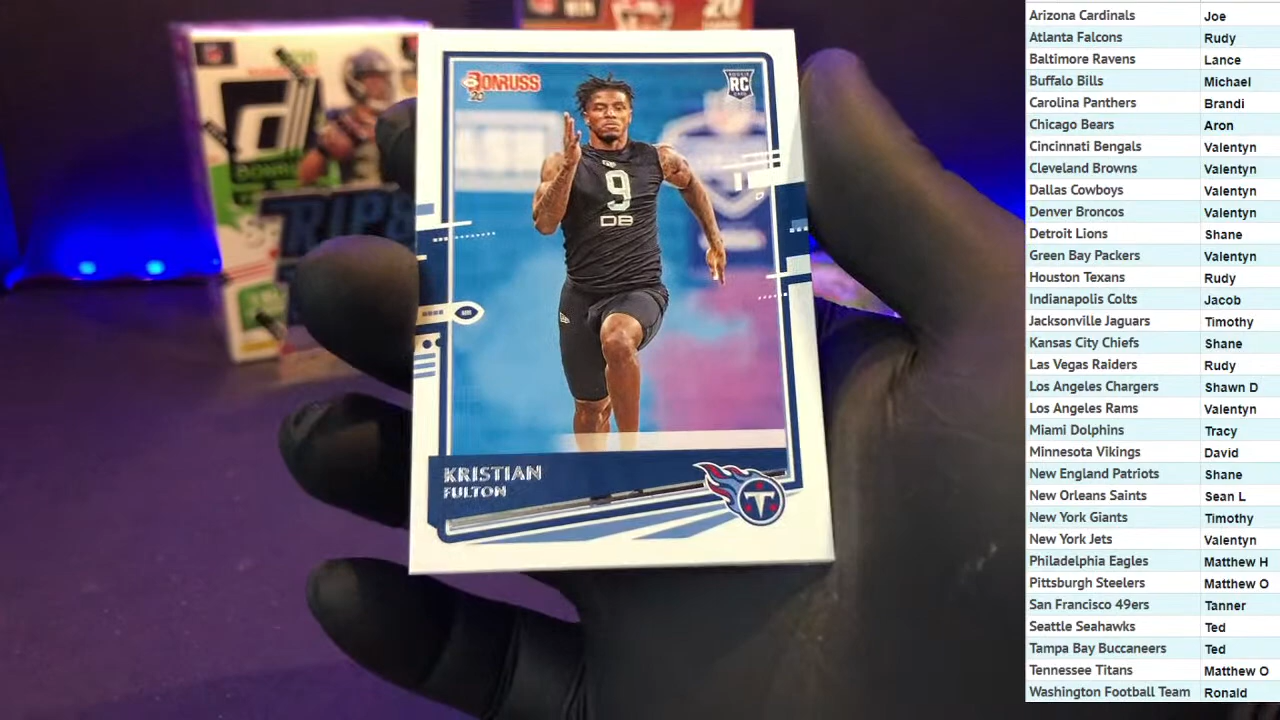 DONRUSS
20
ROOKIE
RC
9
DB
KRISTIAN
FULTON
T
20
Arizona Cardinals Joe
Atlanta Falcons Rudy
Baltimore Ravens Lance
Buffalo Bills Michael
Carolina Panthers Brandi
Chicago Bears Aron
Cincinnati Bengals Valentyn
Cleveland Browns Valentyn
Dallas Cowboys Valentyn
Denver Broncos Valentyn
Detroit Lions Shane
Green Bay Packers Valentyn
Houston Texans Rudy
Indianapolis Colts Jacob
Jacksonville Jaguars Timothy
Kansas City Chiefs Shane
Las Vegas Raiders Rudy
Los Angeles Chargers Shawn D
Los Angeles Rams Valentyn
Miami Dolphins Tracy
Minnesota Vikings David
New England Patriots Shane
New Orleans Saints Sean L
New York Giants Timothy
New York Jets Valentyn
Philadelphia Eagles Matthew H
Pittsburgh Steelers Matthew O
San Francisco 49ers Tanner
Seattle Seahawks Ted
Tampa Bay Buccaneers Ted
Tennessee Titans Matthew O
Washington Football Team Ronald